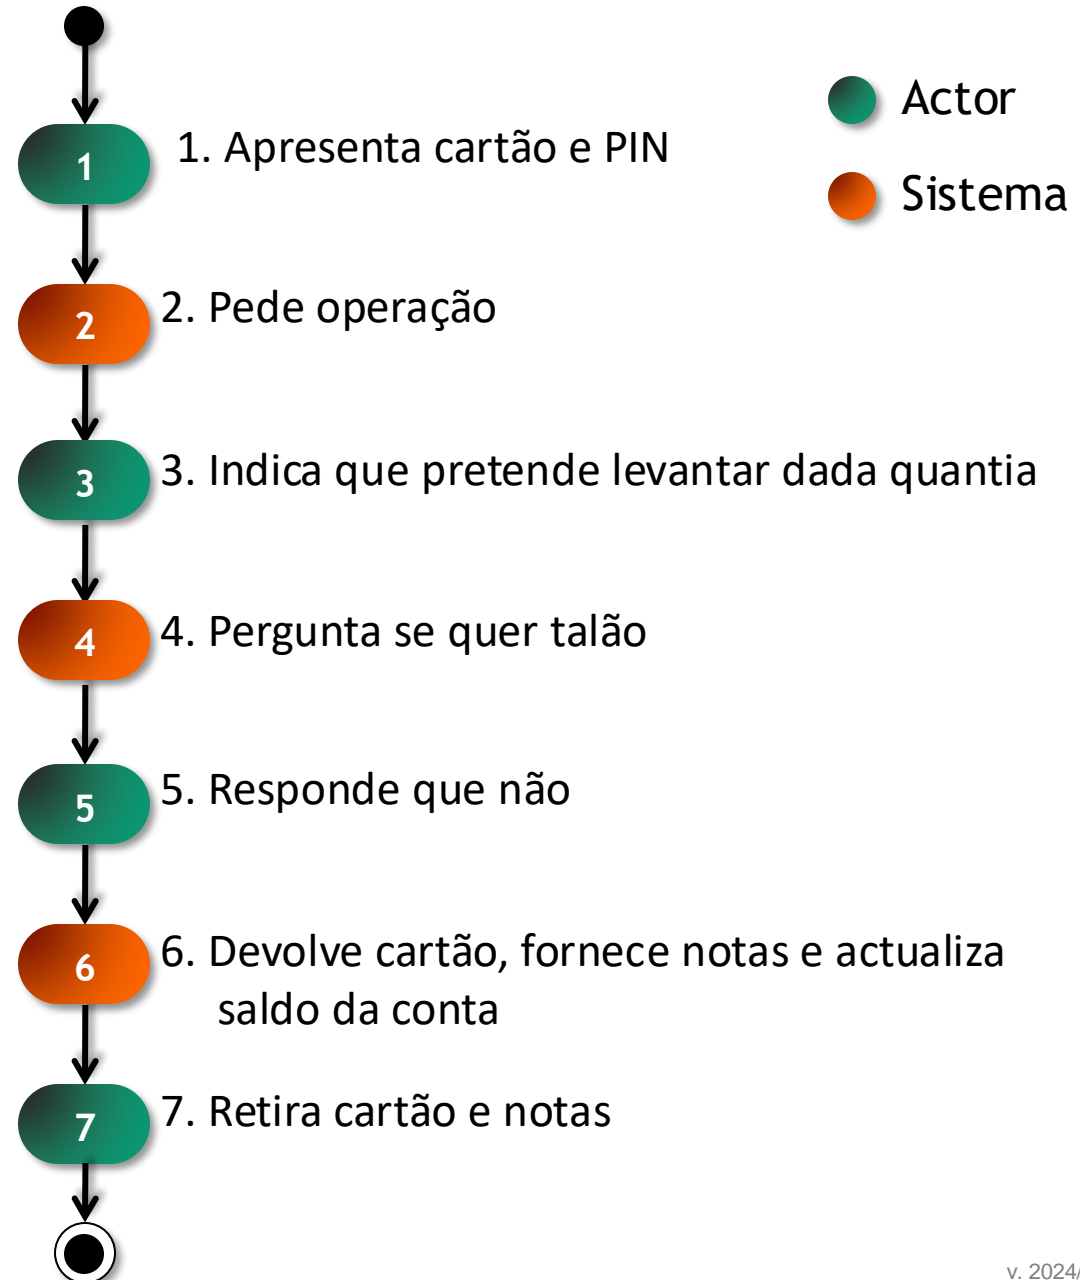 Actor
1
1. Apresenta cartão e PIN
Sistema
2
2. Pede operação
3
3. Indica que pretende levantar dada quantia
4
4. Pergunta se quer talão
5
5. Responde que não
6
6. Devolve cartão, fornece notas e actualiza
saldo da conta
7
7. Retira cartão e notas
v. 2024/